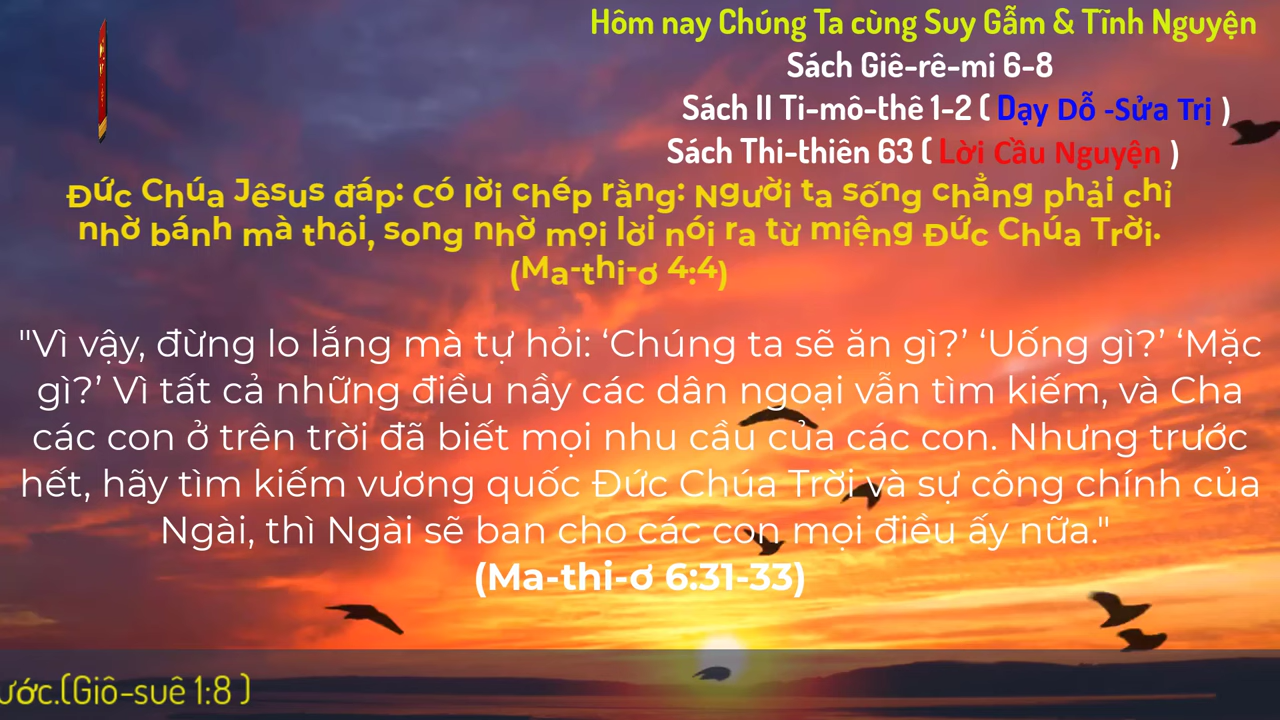 Hôm nay Chúng Ta cùng Suy Gẫm & Tĩnh Nguyện
Sách Giê-rê-mi 6-8
Sách II Ti-mô-thê 1-2 ( Dạy Dỗ -Sửa Trị )
Sách Thi-thiên 63 ( Lời Cầu Nguyện )
Đức Chúa Jêsus đáp: Có lời chép rằng: Người ta sống chẳng phải chỉ
nhờ bánh mà thôi, song nhờ mọi lời nói ra từ miệng Đức Chúa Trời.
(Ma-thi-ơ 4:4)
"Vì vậy, đừng lo lắng mà tự hỏi: ‘Chúng ta sẽ ăn gì?’ ‘Uống gì?’ ‘Mặc
gì?’ Vì tất cả những điều nầy các dân ngoại vẫn tìm kiếm, và Cha
các con ở trên trời đã biết mọi nhu cầu của các con. Nhưng trước
hết, hãy tìm kiếm vương quốc Đức Chúa Trời và sự công chính của
Ngài, thì Ngài sẽ ban cho các con mọi điều ấy nữa."
(Ma-thi-ơ 6:31-33)
ước.(Giô-suê 1:8 )